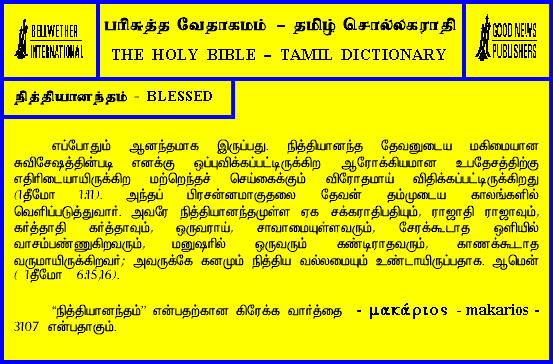 BELLWETHER
INTERNATIONAL
பரிசுத்த வேதாகமம் – தமிழ் சொல்லகராதி
THE HOLY BIBLE – TAMIL DICTIONARY
GOOD NEWS
PUBLISHERS
நித்தியானந்தம் - BLESSED
எப்போதும் ஆனந்தமாக இருப்பது. நித்தியானந்த தேவனுடைய மகிமையான
சுவிசேஷத்தின்படி எனக்கு ஒப்புவிக்கப்பட்டிருக்கிற ஆரோக்கியமான உபதேசத்திற்கு
எதிரிடையாயிருக்கிற மற்றெந்தச் செய்கைக்கும் விரோதமாய் விதிக்கப்பட்டிருக்கிறது
(1தீமோ 1:11). அந்தப் பிரசன்னமாகுதலை தேவன் தம்முடைய காலங்களில்
வெளிப்படுத்துவார். அவரே நித்தியானந்தமுள்ள ஏக சக்கராதிபதியும், ராஜாதி ராஜாவும்,
கர்த்தாதி கர்த்தாவும், ஒருவராய், சாவாமையுள்ளவரும், சேரக்கூடாத ஒளியில்
வாசம்பண்ணுகிறவரும், மனுஷரில் ஒருவரும் கண்டிராதவரும், காணக்கூடாத
வருமாயிருக்கிறவர்; அவருக்கே கனமும் நித்திய வல்லமையும் உண்டாயிருப்பதாக. ஆமென்
( 1தீமோ 6:15,16).
“நித்தியானந்தம்” என்பதற்கான கிரேக்க வார்த்தை - μακάριος - makarios -
3107 என்பதாகும்.